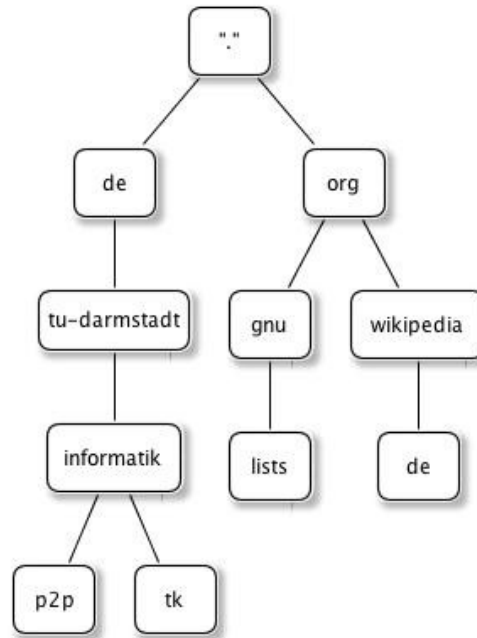 "."
de
org
tu-darmstadt
gnu
wikipedia
informatik
lists
de
p2p
tk